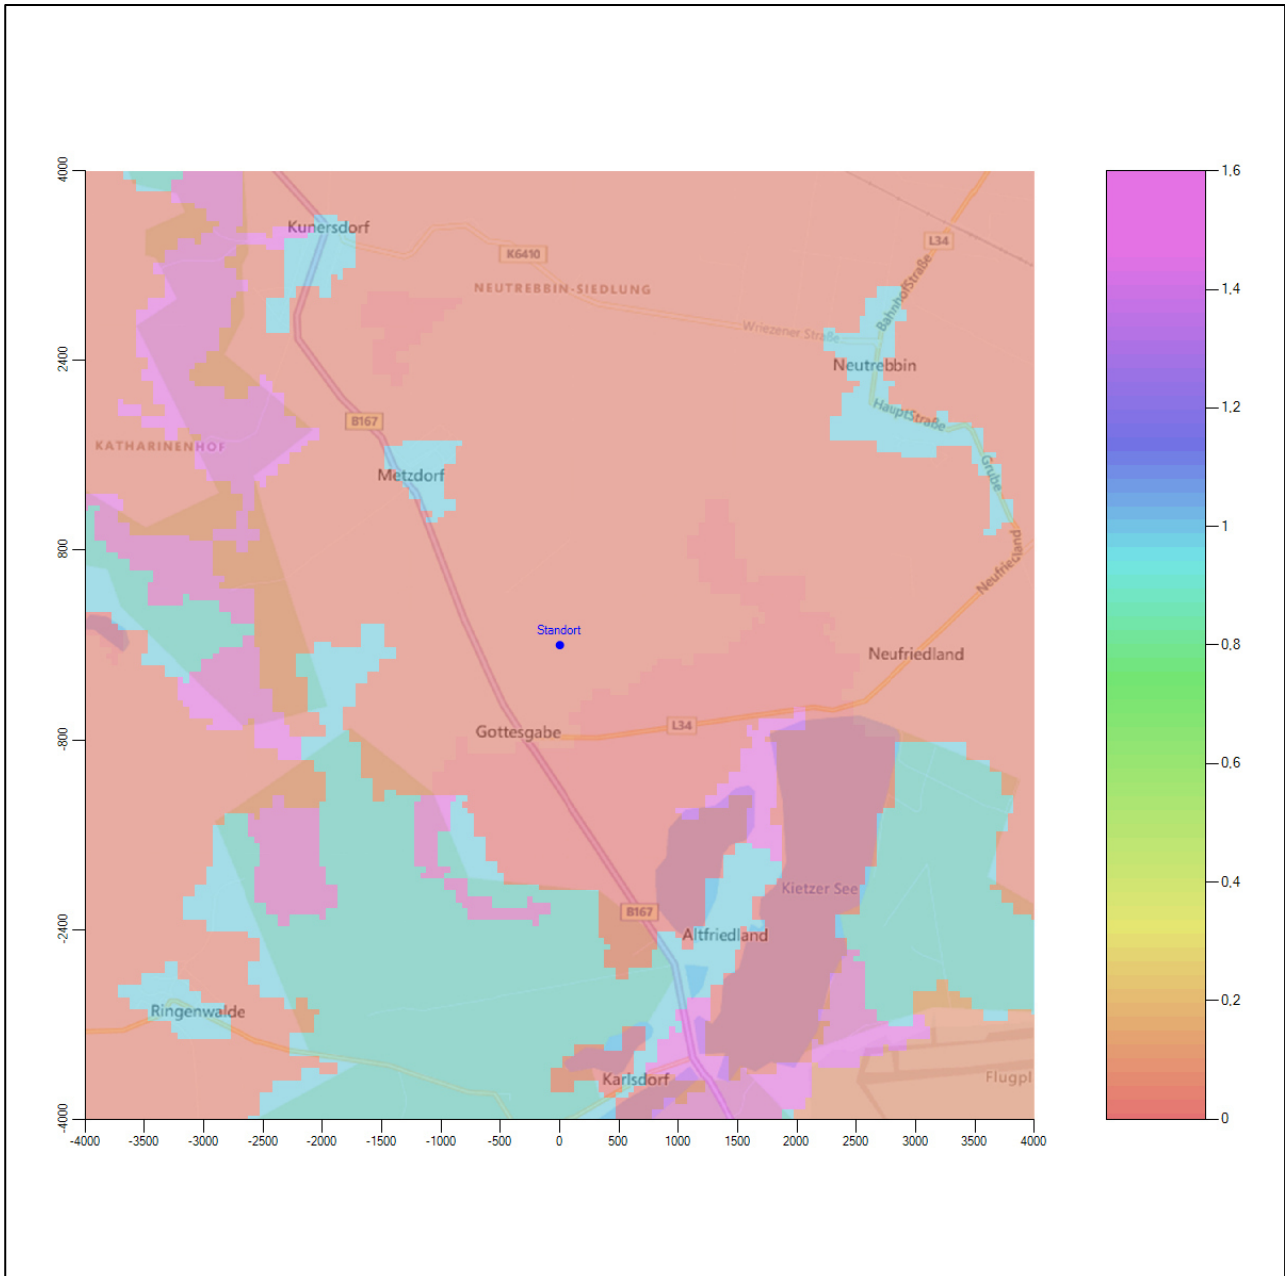 4000
2400
800
-800
-2400
-4000
-4000
-3500
-3000
-2500
-2000
-1500
-1000
-500
0
500
1000
1500
2000
2500
3000
3500
4000
1,6
1,4
1,2
1
0,8
0,6
0,4
0,2
0
Kunersdorf
K6410
L34
NEUTREBBIN-SIEDLUNG
BahnhofStraße
Wriezener Straße
Neutrebbin
HauptStraße
B167
KATHARINENHOF
Metzdorf
Grube
Neufriedland
Standort
Neufriedland
Gottesgabe
L34
Kietzer See
B167
Altfriedland
Ringenwalde
Karlsdorf
Flugpl